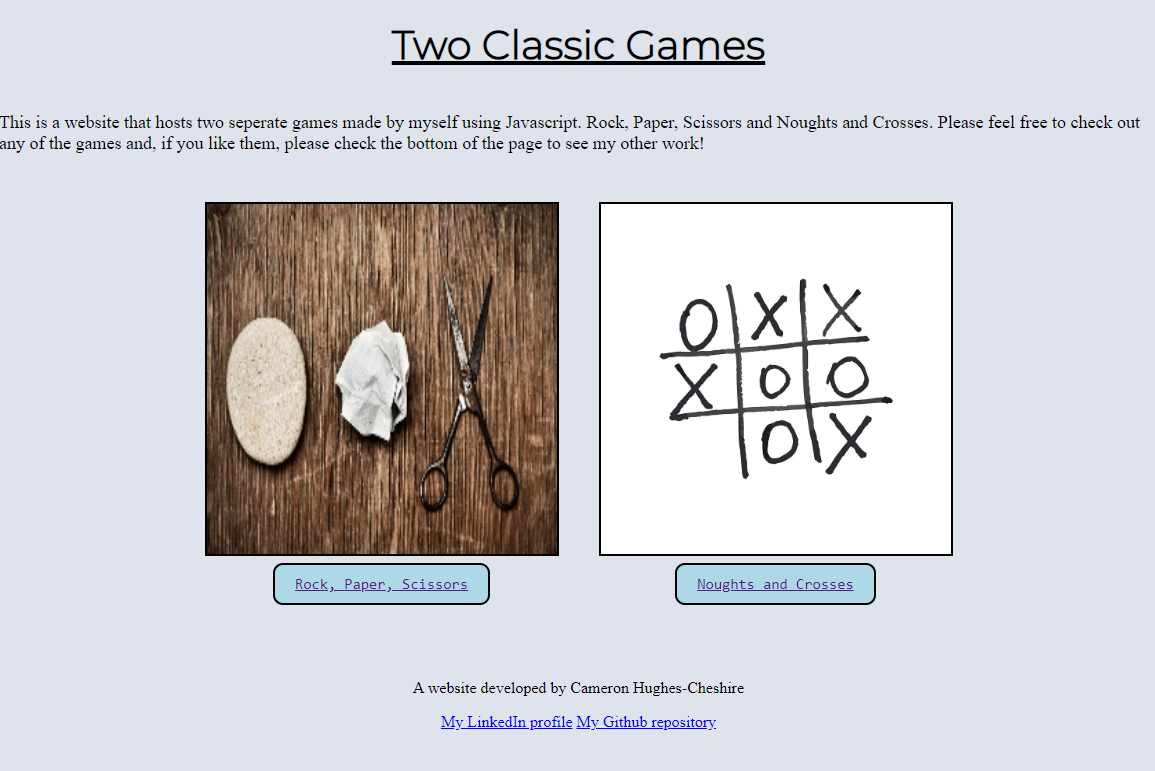 Two Classic Games
This is a website that hosts two seperate games made by myself using Javascript. Rock, Paper, Scissors and Noughts and Crosses. Please feel free to check out
any of the games and, if you like them, please check the bottom of the page to see my other work!
O X X
X O O
O X
Rock, Paper, Scissors
Noughts and Crosses
A website developed by Cameron Hughes-Cheshire
My LinkedIn profile My Github repository